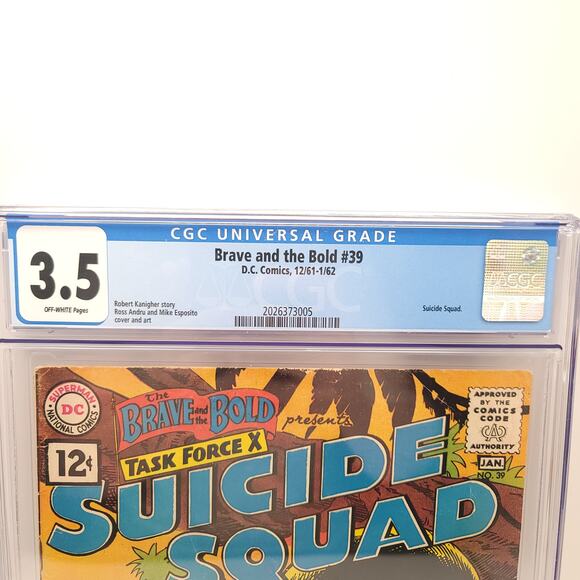 CGC UNIVERSAL GRADE
3.5
OFF-WHITE Pages
Brave and the Bold #39
D.C. Comics, 12/61-1/62
Robert Kanigher story
Ross Andru and Mike Esposito
cover and art
2026373005
Suicide Squad.
CGC
SUPERMAN
DC
NATIONAL COMICS
The
BRAVE and the BOLD
presents
TASK FORCE X
12¢
SUICIDE
SQUAD
APPROVED
BY THE
COMICS
CODE
CA
AUTHORITY
JAN.
NO. 39